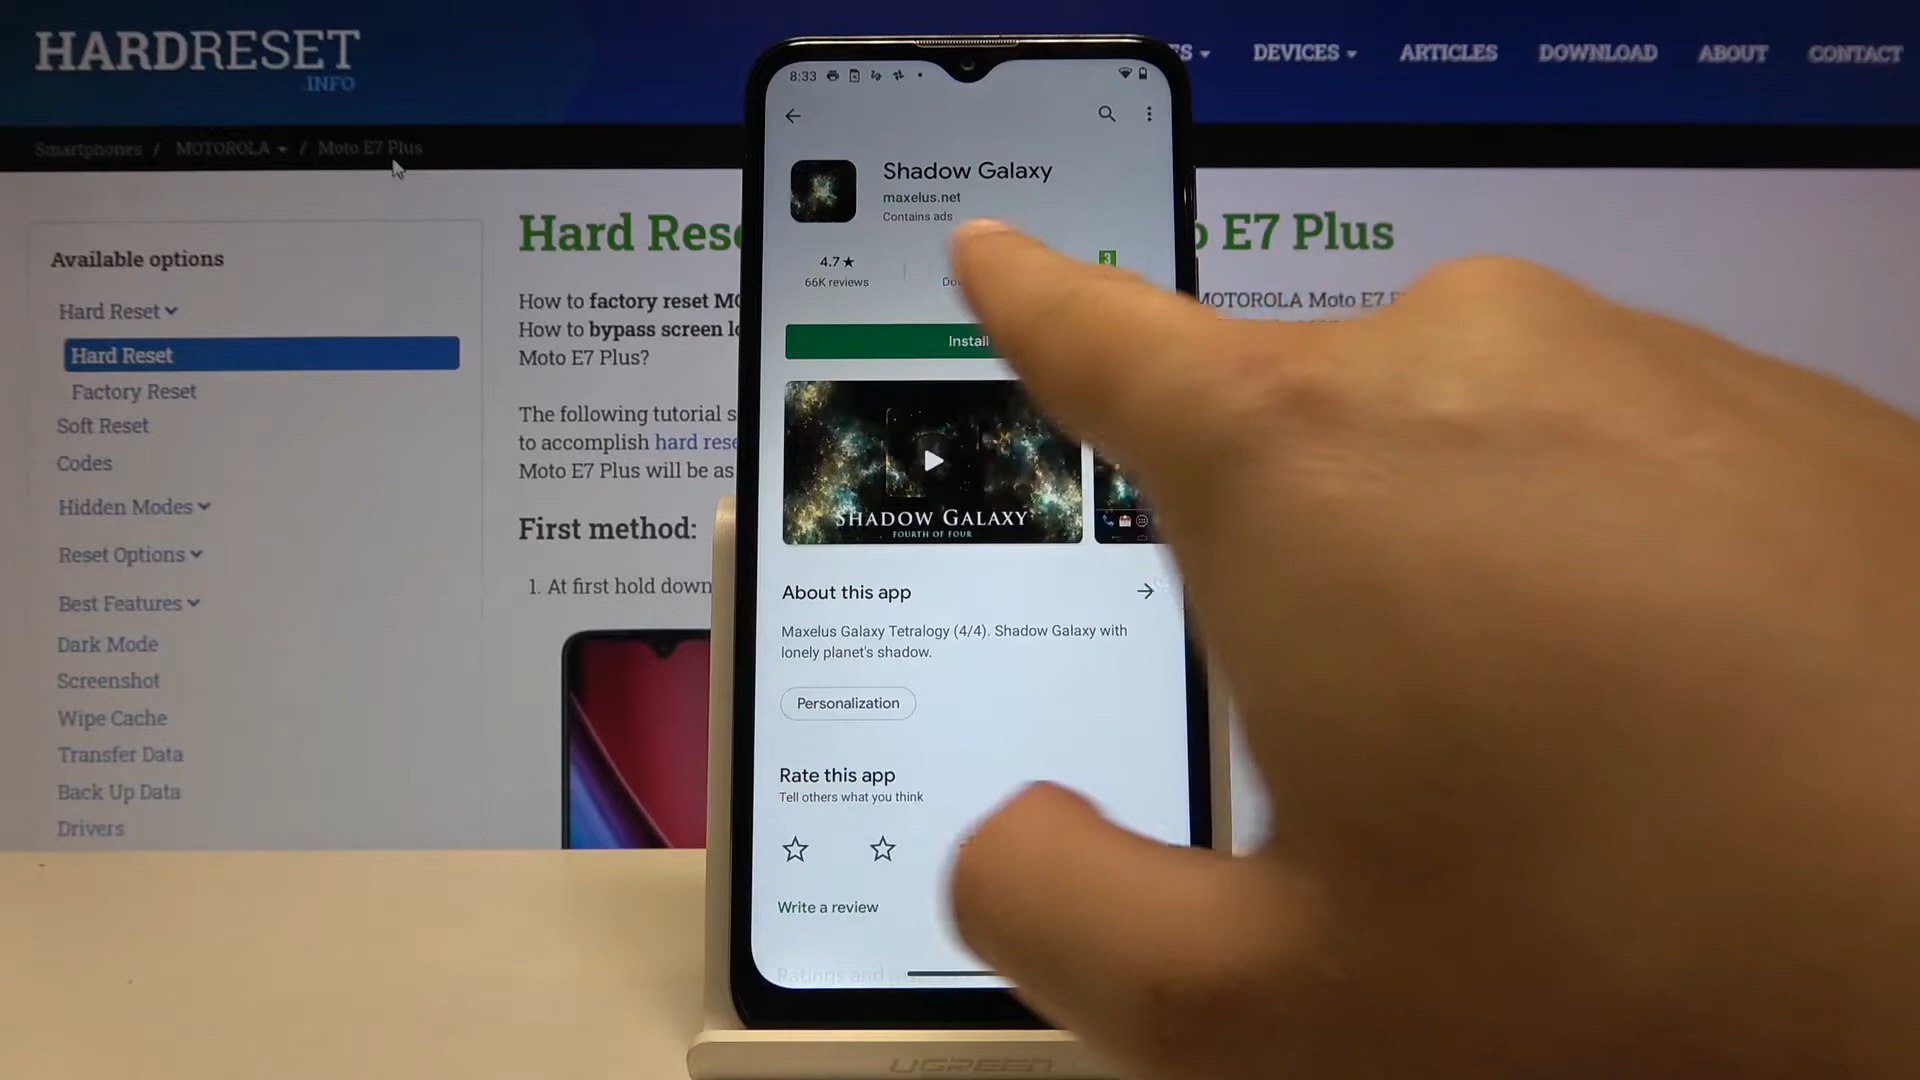 HARDRESET
.INFO
DEVICES
ARTICLES
DOWNLOAD
ABOUT
CONTACT
Smartphones / MOTOROLA / Moto E7 Plus
Available options
Hard Reset
Hard Reset
Factory Reset
Soft Reset
Codes
Hidden Modes
Reset Options
Best Features
Dark Mode
Screenshot
Wipe Cache
Transfer Data
Back Up Data
Drivers
E7 Plus
How to factory reset
How to bypass screen
Moto E7 Plus?
MOTOROLA Moto E7
The following tutorial
to accomplish hard
Moto E7 Plus will be as
First method:
1. At first hold down
8:33
Shadow Galaxy
maxelus.net
Contains ads
4.7★
66K reviews
3
Install
SHADOW GALAXY
FOURTH OF FOUR
About this app
Maxelus Galaxy Tetralogy (4/4). Shadow Galaxy with
lonely planet's shadow.
Personalization
Rate this app
Tell others what you think
Write a review
Ratings and
UGREEN